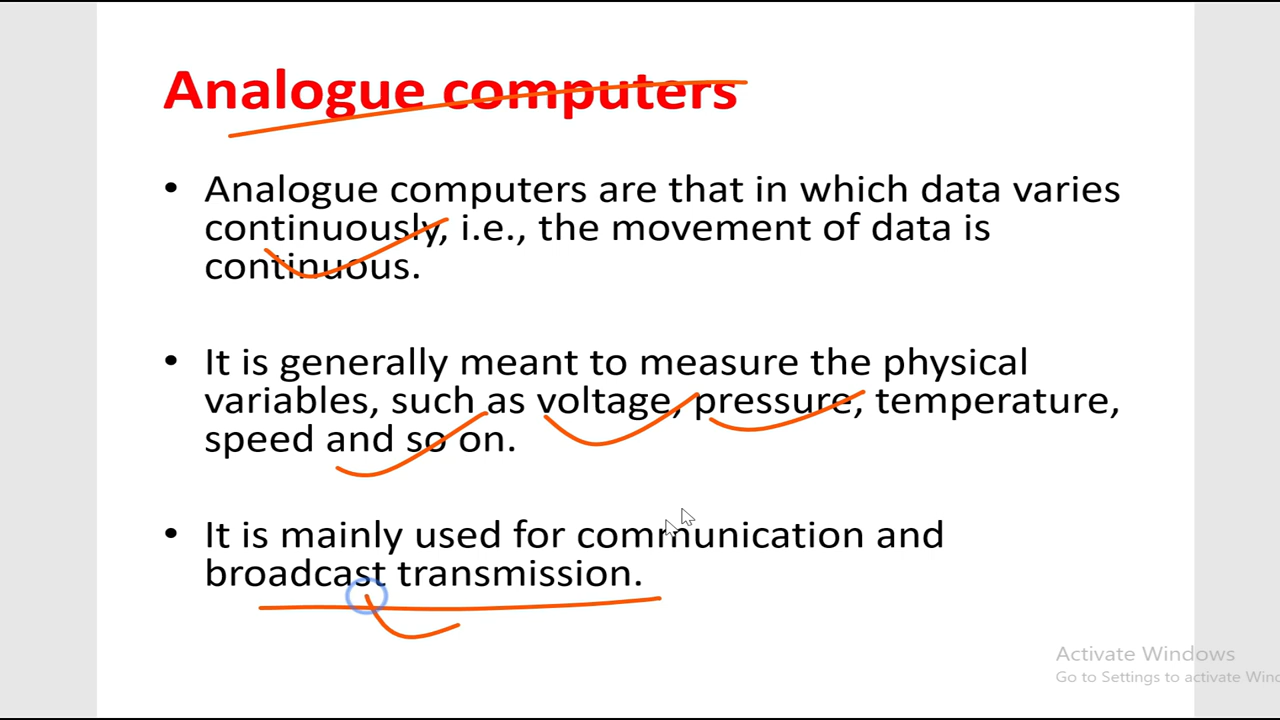 Analogue computers
• Analogue computers are that in which data varies
continuously, i.e., the movement of data is
continuous.
• It is generally meant to measure the physical
variables, such as voltage, pressure, temperature,
speed and so on.
• It is mainly used for communication and
broadcast transmission.
Activate Windows
Go to Settings to activate Win